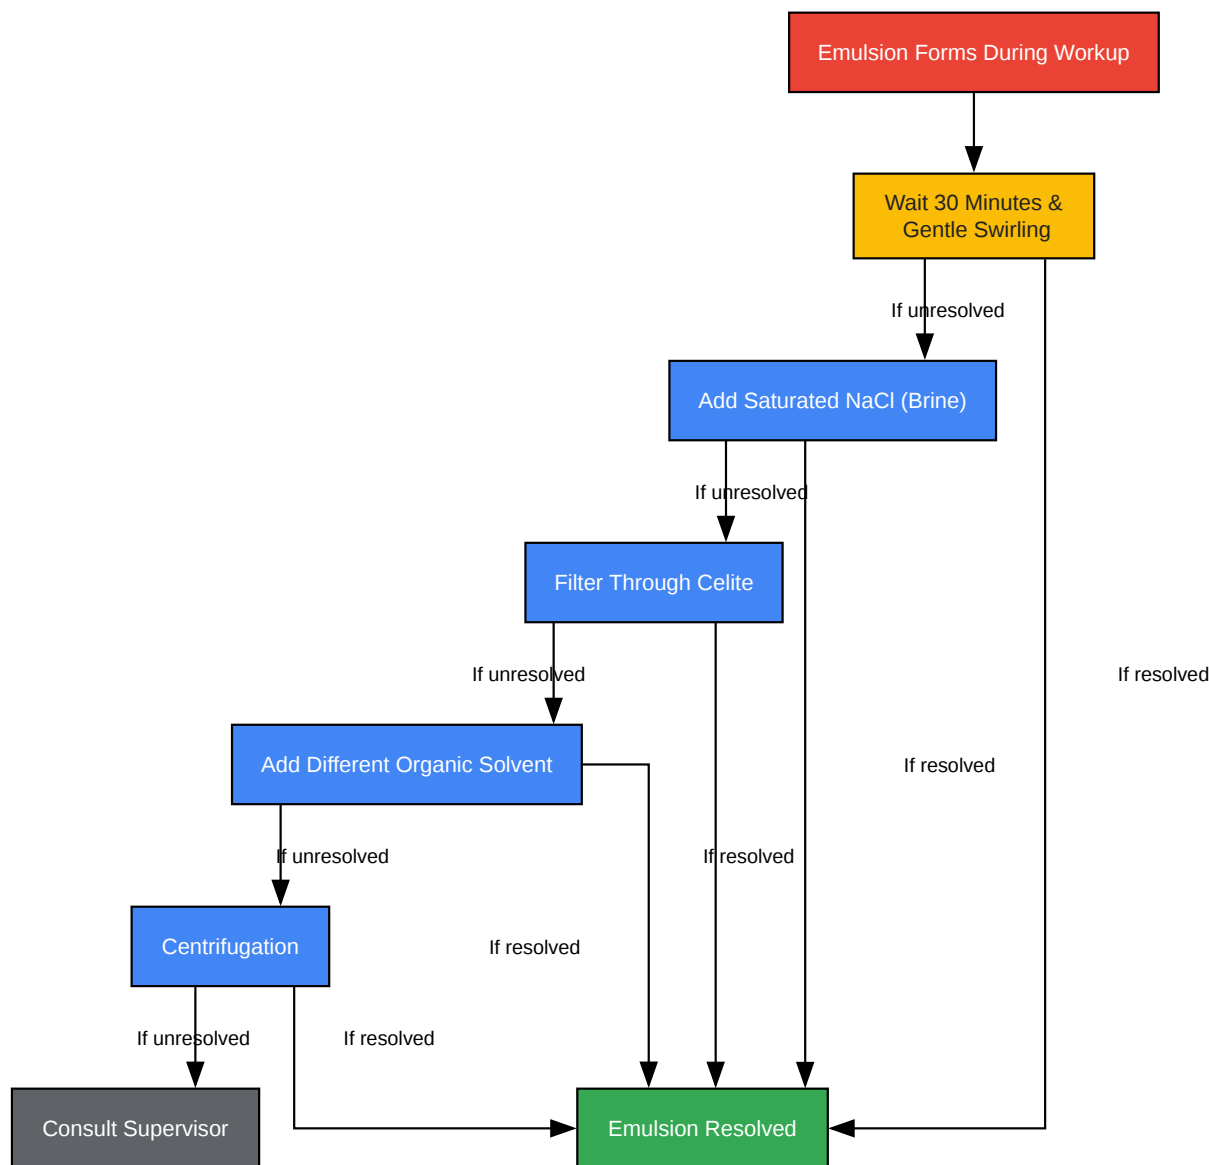 Emulsion Forms During Workup
Wait 30 Minutes &
Gentle Swirling
If unresolved
Add Saturated NaCl (Brine)
If unresolved
Filter Through Celite
If unresolved
If resolved
Add Different Organic Solvent
If resolved
If unresolved
If resolved
Centrifugation
If resolved
If unresolved
If resolved
Consult Supervisor
Emulsion Resolved